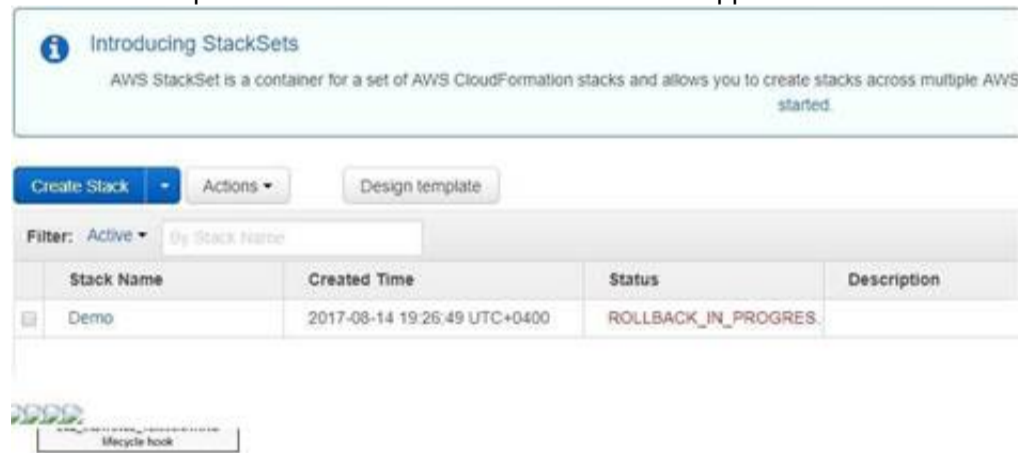 Introducing StackSets
AWS StackSet is a container for a set of AWS CloudFormation stacks and allows you to create stacks across multiple AWS
started.
Create Stack Actions Design template
Filter: Active By Stack Name
Stack Name Created Time Status Description
Demo 2017-08-14 19:26:49 UTC+0400 ROLLBACK_IN_PROGRES.
lifecycle hook